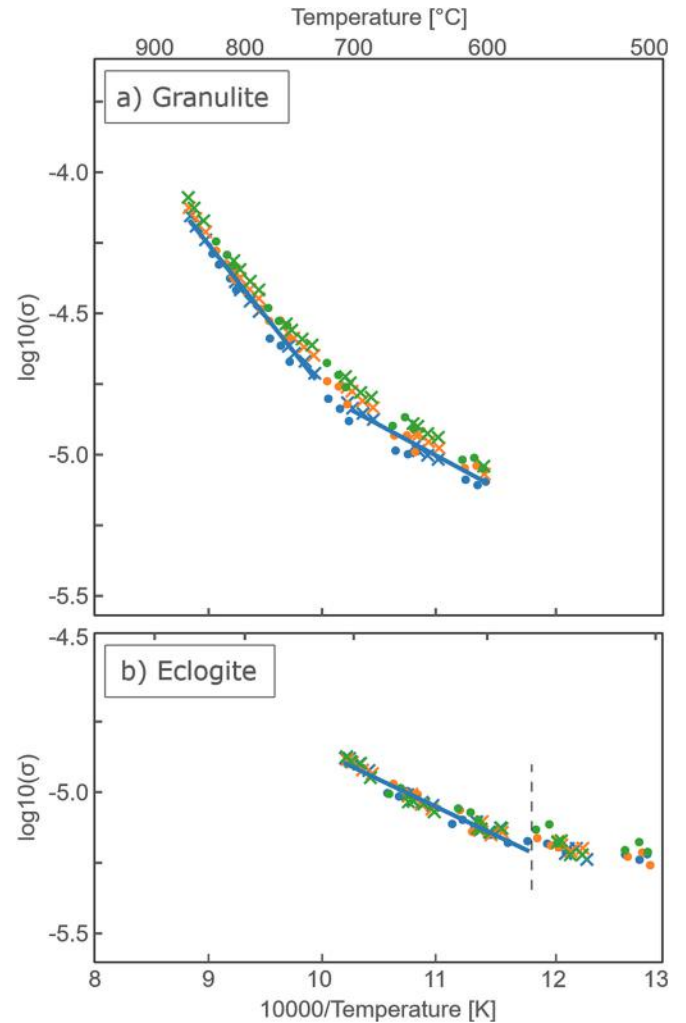 Temperature [°C]
900 800 700 600 500
a) Granulite
-4.0
-4.5
-5.0
-5.5
log10(σ)
-4.5
b) Eclogite
-5.0
-5.5
log10(σ)
8 9 10 11 12 13
10000/Temperature [K]